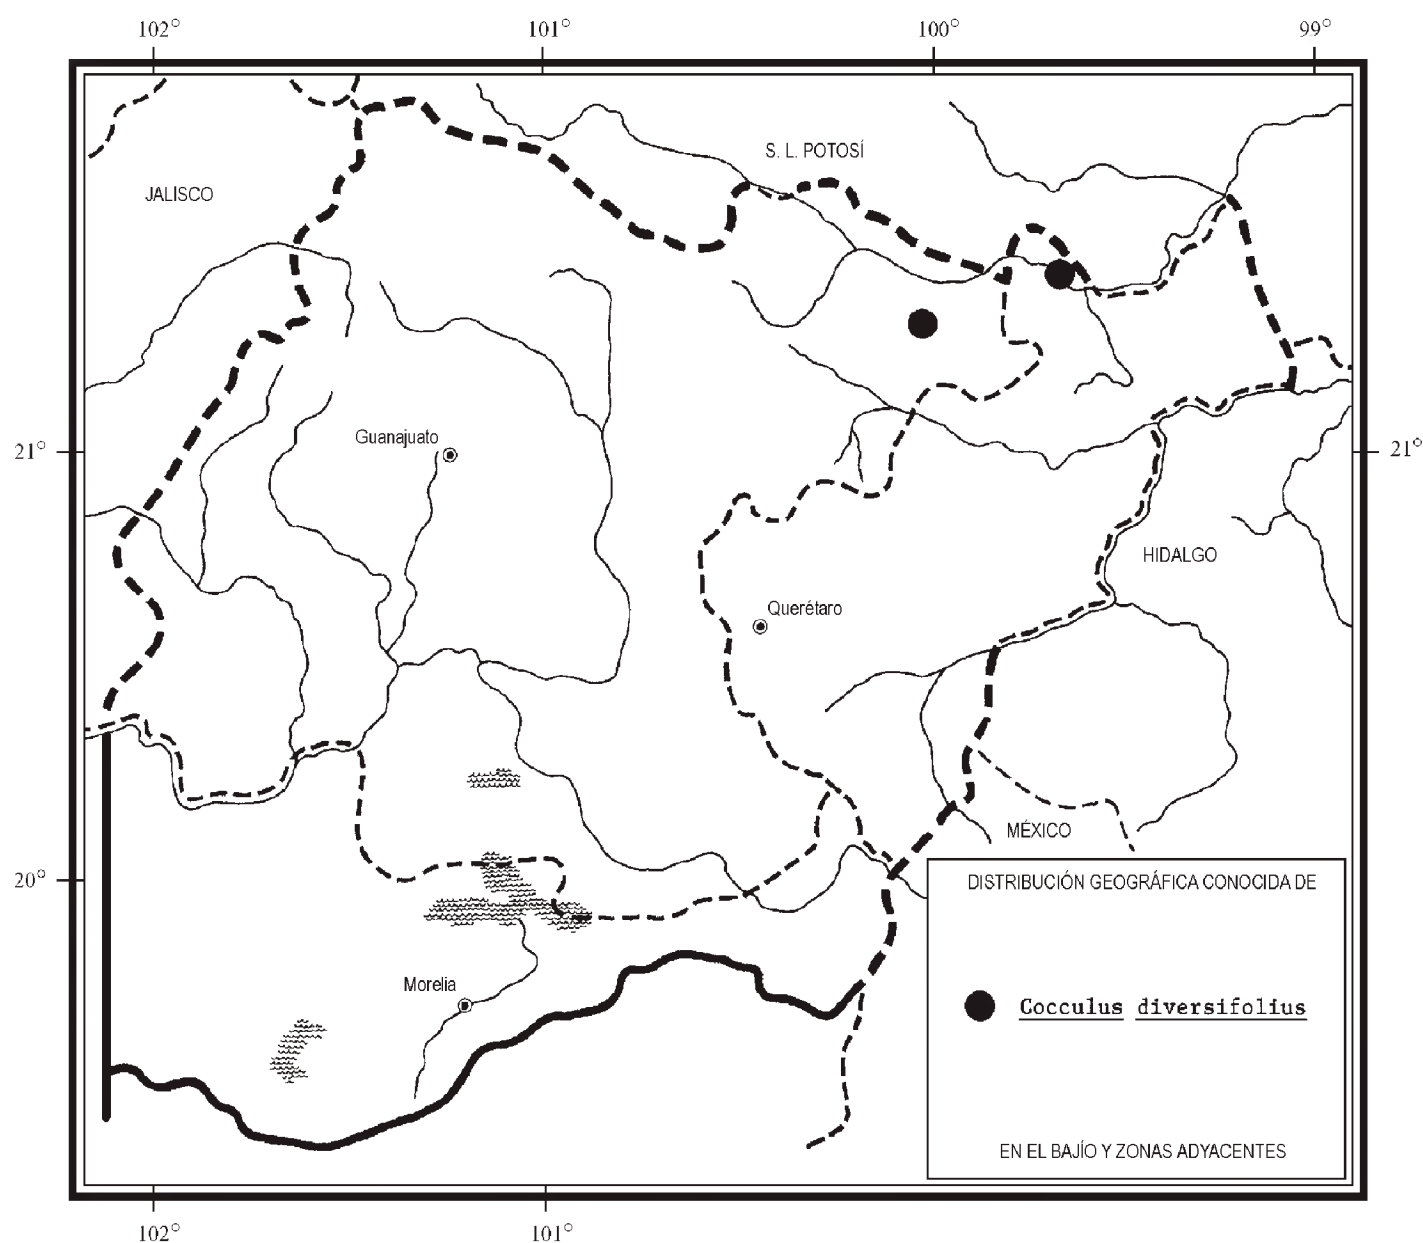 102° 101° 100° 99°
S. L. POTOSÍ
JALISCO
Guanajuato
21° 21°
HIDALGO
Querétaro
MÉXICO
20°
DISTRIBUCIÓN GEOGRÁFICA CONOCIDA DE
Morelia
Cocculus diversifolius
EN EL BAJÍO Y ZONAS ADYACENTES
102° 101°